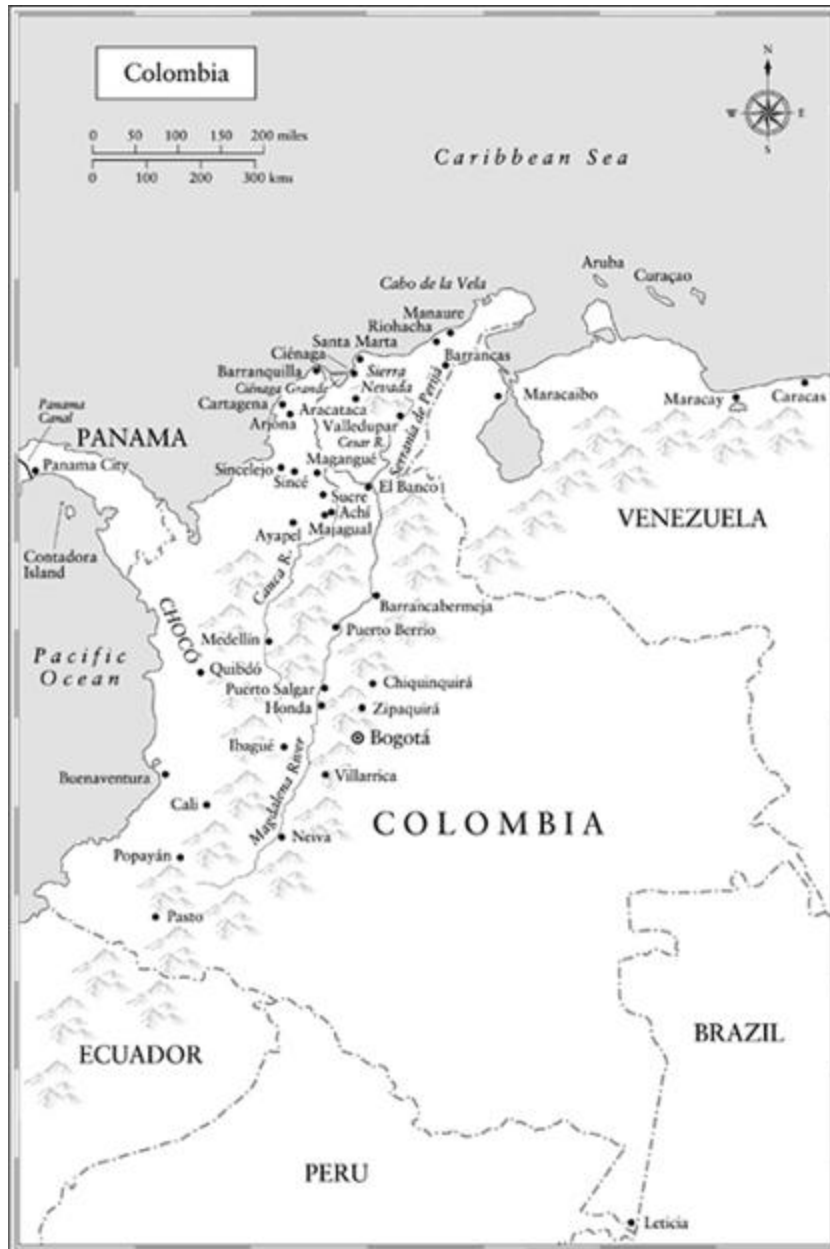 Colombia
N
W
E
S
0 50 100 150 200 miles
0 100 200 300 kms
Caribbean Sea
Aruba
Curaçao
Cabo de la Vela
Manaure
Riohacha
Santa Marta
Ciénaga
Barrancas
Barranquilla
Sierra
Nevada
Ciénaga Grande
Maracaibo
Maracay
Caracas
Cartagena
Aracataca
Arjona
Valledupar
Cesar R.
Serranía de Perijá
Panama
Canal
PANAMA
Panama City
Magangué
Sincelejo
Sincé
El Banco
Sucre
Achí
Majagual
Ayapel
VENEZUELA
Contadora
Island
Cauca R.
CHOCÓ
Barrancabermeja
Puerto Berrio
Medellín
Pacific
Ocean
Quibdó
Puerto Salgar
Chiquinquirá
Honda
Zipaquirá
Bogotá
Ibagué
Magdalena River
Buenaventura
Villarrica
Cali
COLOMBIA
Neiva
Popayán
Pasto
ECUADOR
BRAZIL
PERU
Leticia